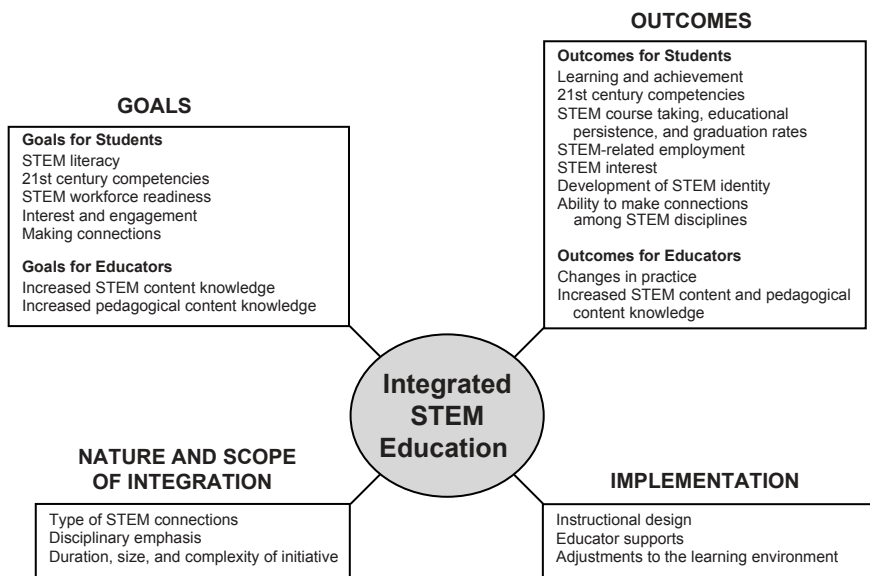 GOALS
Goals for Students
STEM literacy
21st century competencies
STEM workforce readiness
Interest and engagement
Making connections
Goals for Educators
Increased STEM content knowledge
Increased pedagogical content knowledge
OUTCOMES
Outcomes for Students
Learning and achievement
21st century competencies
STEM course taking, educational
persistence, and graduation rates
STEM-related employment
STEM interest
Development of STEM identity
Ability to make connections
among STEM disciplines
Outcomes for Educators
Changes in practice
Increased STEM content and pedagogical
content knowledge
Integrated
STEM
Education
NATURE AND SCOPE
OF INTEGRATION
Type of STEM connections
Disciplinary emphasis
Duration, size, and complexity of initiative
IMPLEMENTATION
Instructional design
Educator supports
Adjustments to the learning environment